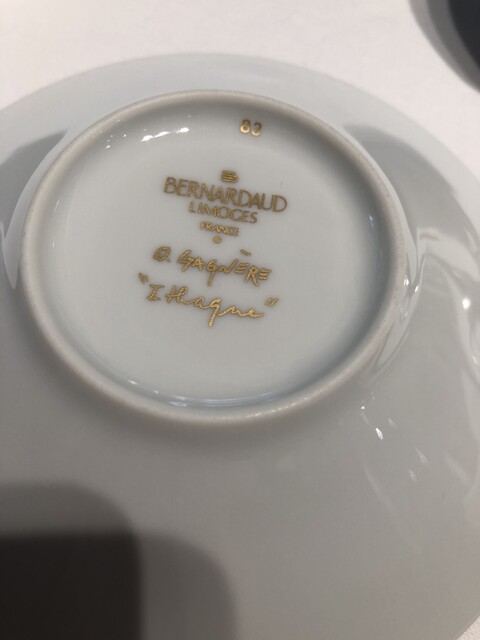 83
BERNARDAUD
LIMOGES
FRANCE
O. GAGNÈRE
"Ithaque"